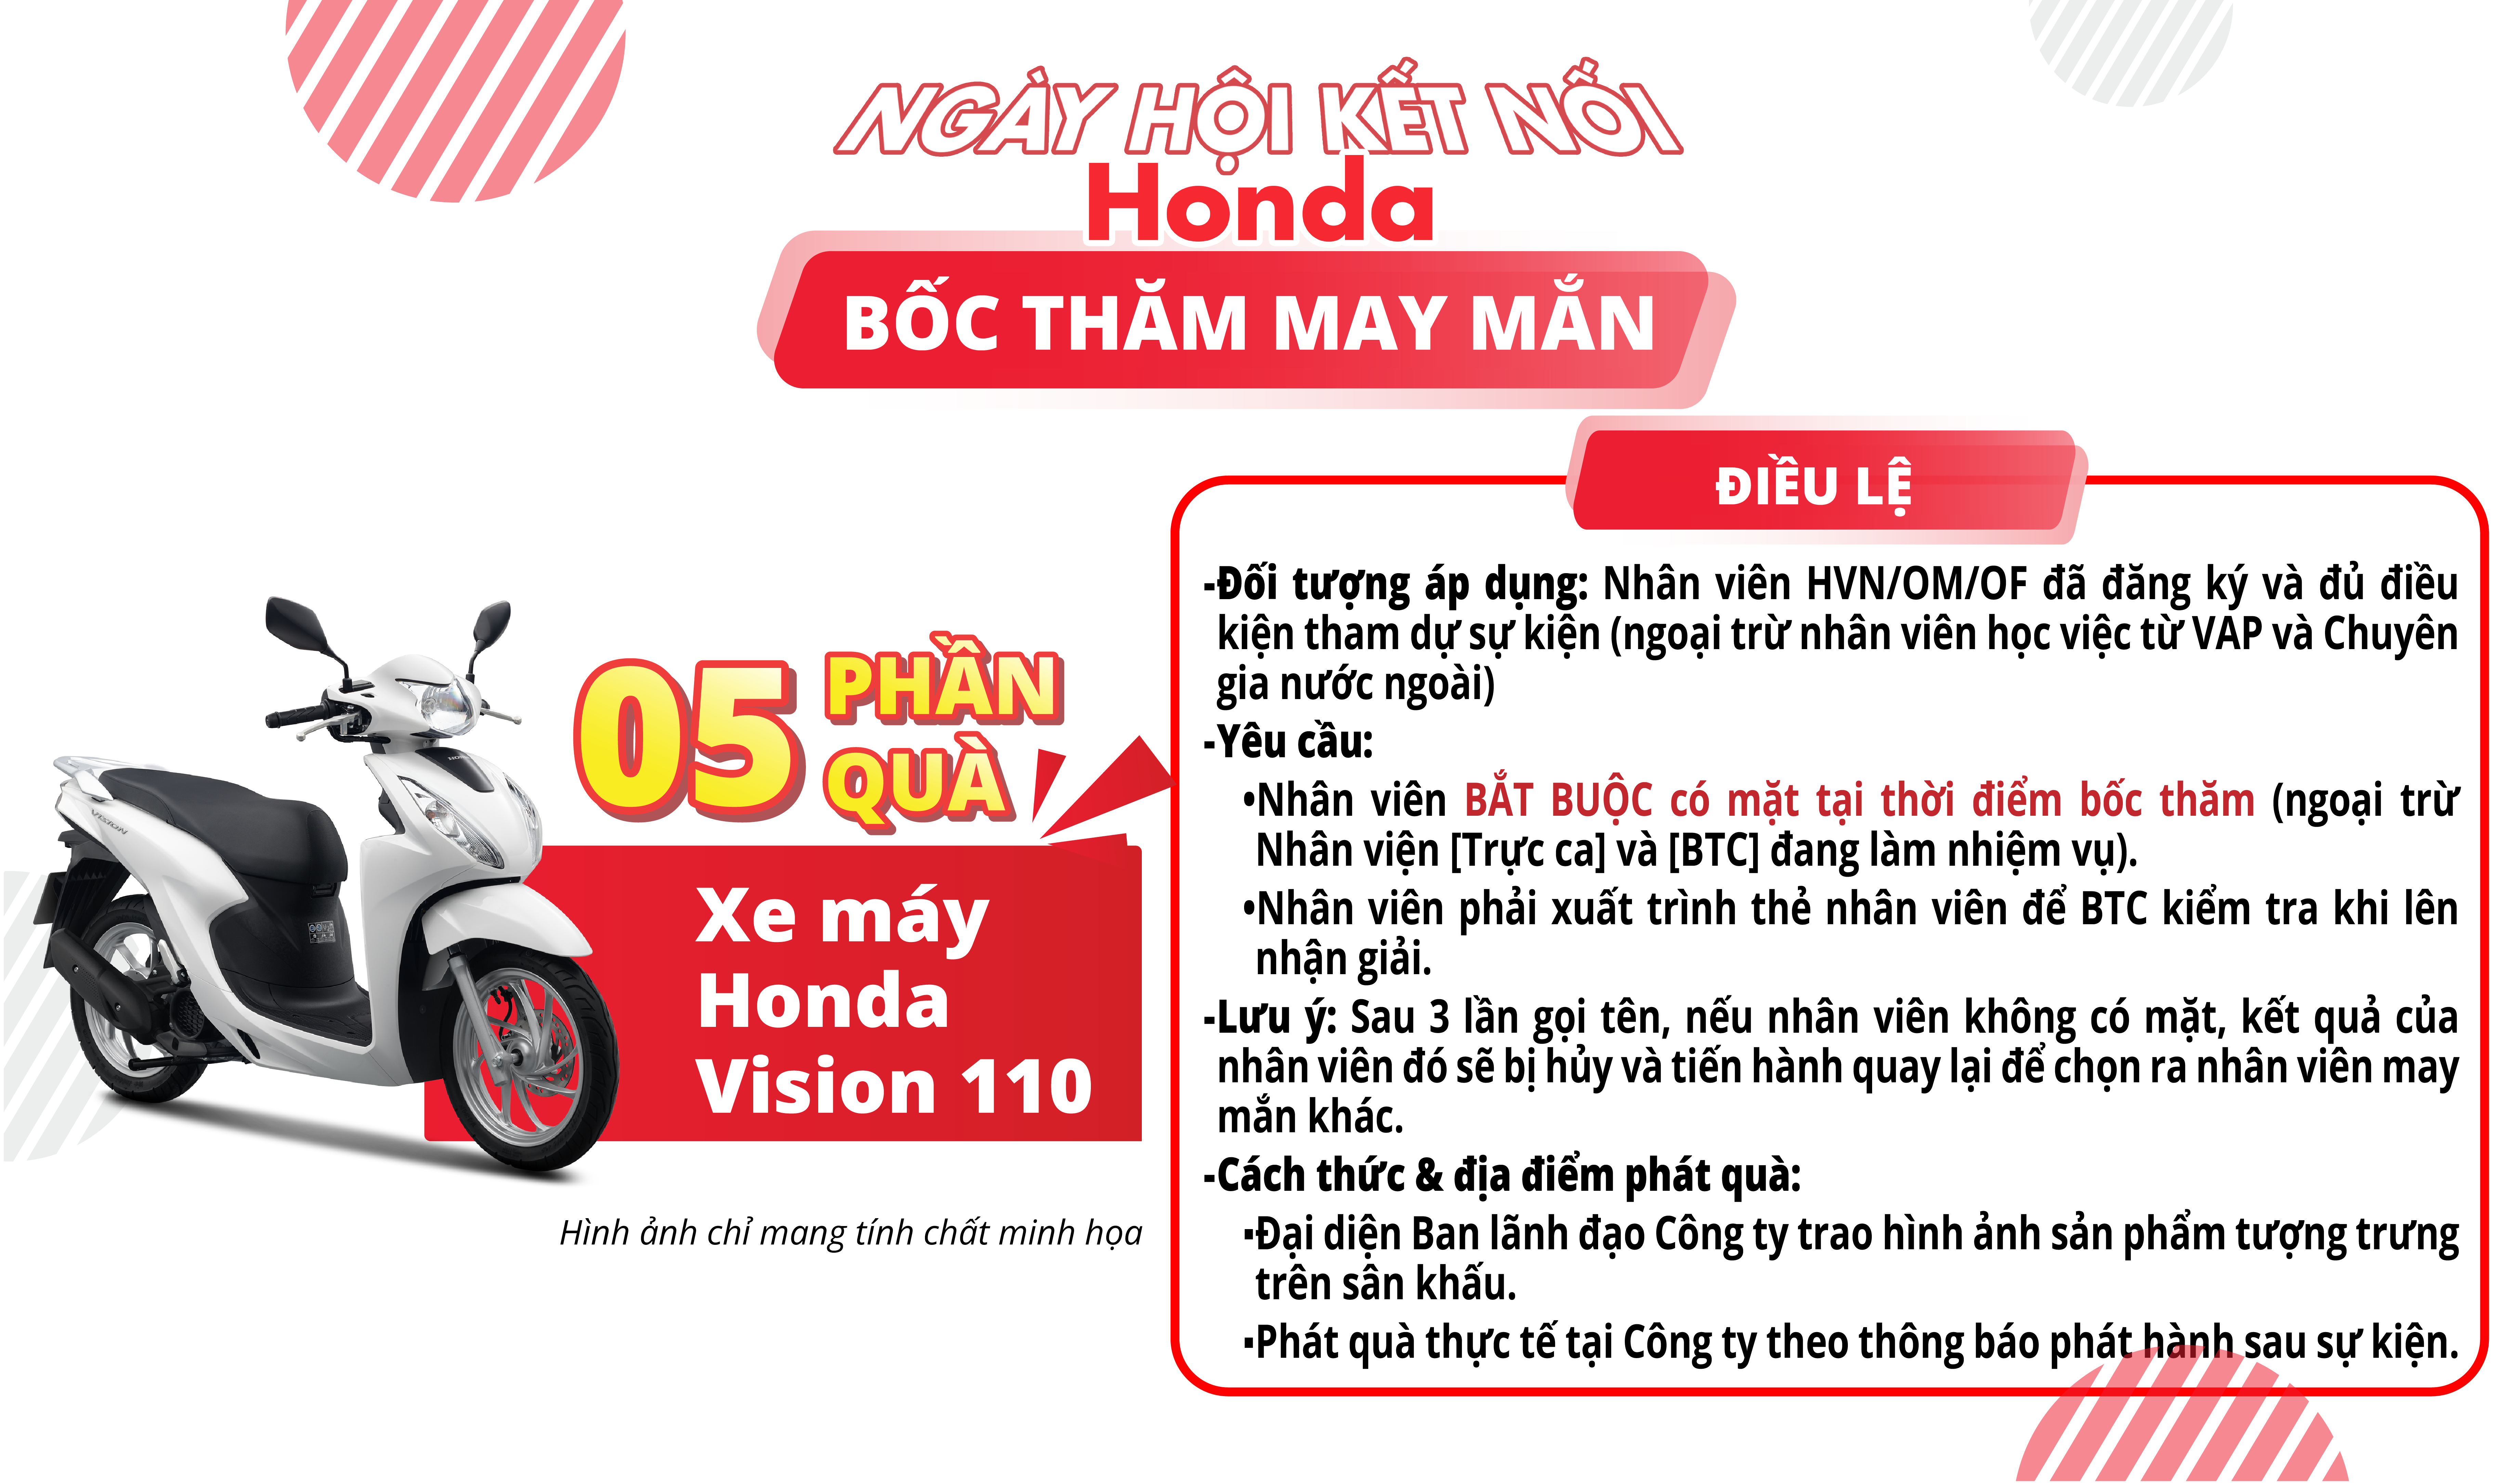 NGÀY HỘI KẾT NỐI
Honda
BỐC THĂM MAY MẮN
ĐIỀU LỆ
-Đối tượng áp dụng: Nhân viên HVN/OM/OF đã đăng ký và đủ điều
kiện tham dự sự kiện (ngoại trừ nhân viên học việc từ VAP và Chuyên
gia nước ngoài)
-Yêu cầu:
•Nhân viên BẮT BUỘC có mặt tại thời điểm bốc thăm (ngoại trừ
Nhân viện [Trực ca] và [BTC] đang làm nhiệm vụ).
•Nhân viên phải xuất trình thẻ nhân viên để BTC kiểm tra khi lên
nhận giải.
-Lưu ý: Sau 3 lần gọi tên, nếu nhân viên không có mặt, kết quả của
nhân viên đó sẽ bị hủy và tiến hành quay lại để chọn ra nhân viên may
mắn khác.
-Cách thức & địa điểm phát quà:
▪Đại diện Ban lãnh đạo Công ty trao hình ảnh sản phẩm tượng trưng
trên sân khấu.
▪Phát quà thực tế tại Công ty theo thông báo phát hành sau sự kiện.
05 PHẦN
QUÀ
Xe máy
Honda
Vision 110
VISION
Hình ảnh chỉ mang tính chất minh họa